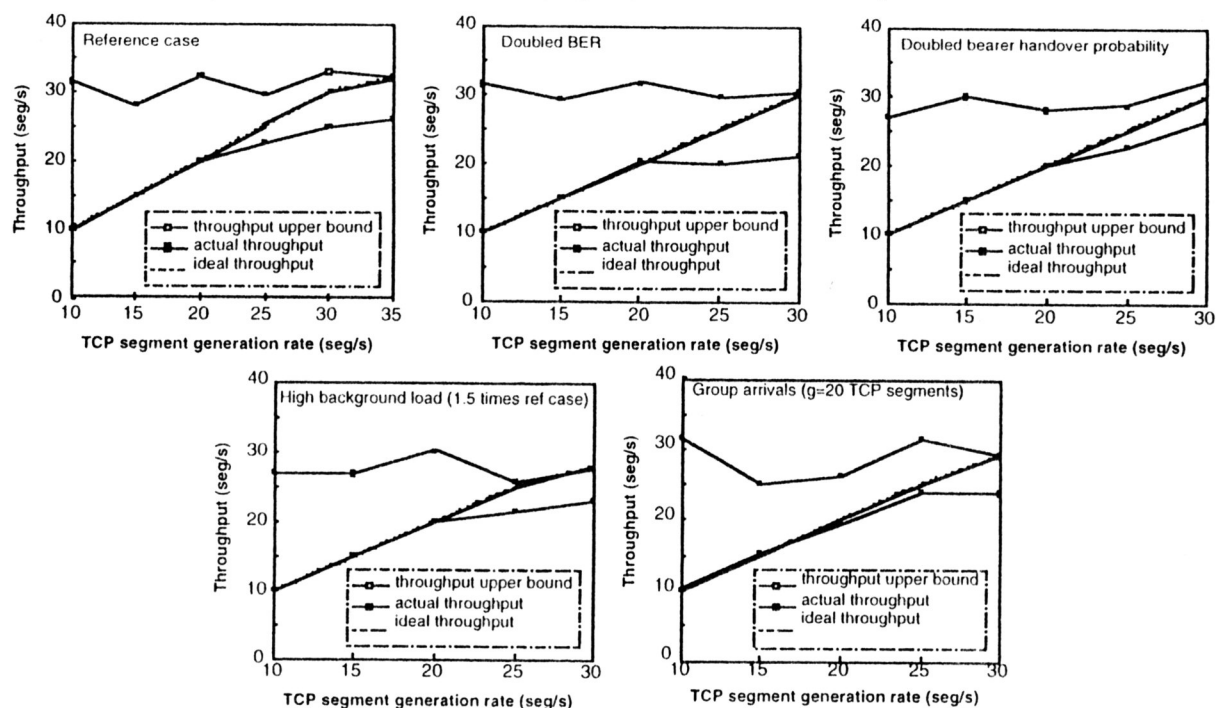 Reference case
Throughput (seg/s)
40
30
20
10
0
throughput upper bound
actual throughput
ideal throughput
10 15 20 25 30 35
TCP segment generation rate (seg/s)
Doubled BER
Throughput (seg/s)
40
30
20
10
0
throughput upper bound
actual throughput
ideal throughput
10 15 20 25 30
TCP segment generation rate (seg/s)
Doubled bearer handover probability
Throughput (seg/s)
40
30
20
10
0
throughput upper bound
actual throughput
ideal throughput
10 15 20 25 30
TCP segment generation rate (seg/s)
High background load (1.5 times ref case)
Throughput (seg/s)
40
30
20
10
0
throughput upper bound
actual throughput
ideal throughput
10 15 20 25 30
TCP segment generation rate (seg/s)
Group arrivals (g=20 TCP segments)
Throughput (seg/s)
40
30
20
10
0
throughput upper bound
actual throughput
ideal throughput
10 15 20 25 30
TCP segment generation rate (seg/s)